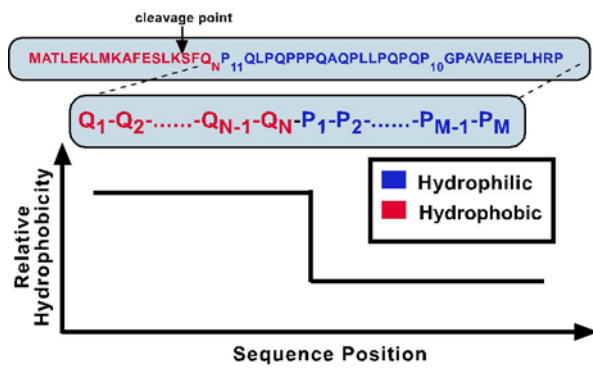 cleavage point
MATLEKLMKAFESLKSFQNP11QLPQPPPQAQPLLPQPQP10GPAVAEEPLHRP
Q1-Q2-......-QN-1-QN-P1-P2-......-PM-1-PM
Hydrophilic
Hydrophobic
Relative
Hydrophobicity
Sequence Position